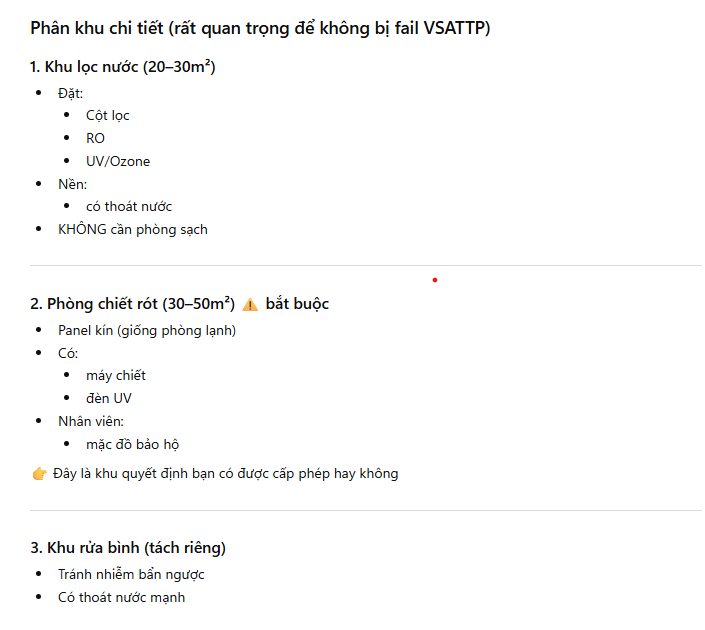 Phân khu chi tiết (rất quan trọng để không bị fail VSATTP)
1. Khu lọc nước (20–30m²)
• Đặt:
• Cột lọc
• RO
• UV/Ozone
• Nền:
• có thoát nước
• KHÔNG cần phòng sạch
2. Phòng chiết rót (30–50m²) ⚠️ bắt buộc
• Panel kín (giống phòng lạnh)
• Có:
• máy chiết
• đèn UV
• Nhân viên:
• mặc đồ bảo hộ
👉 Đây là khu quyết định bạn có được cấp phép hay không
3. Khu rửa bình (tách riêng)
• Tránh nhiễm bẩn ngược
• Có thoát nước mạnh